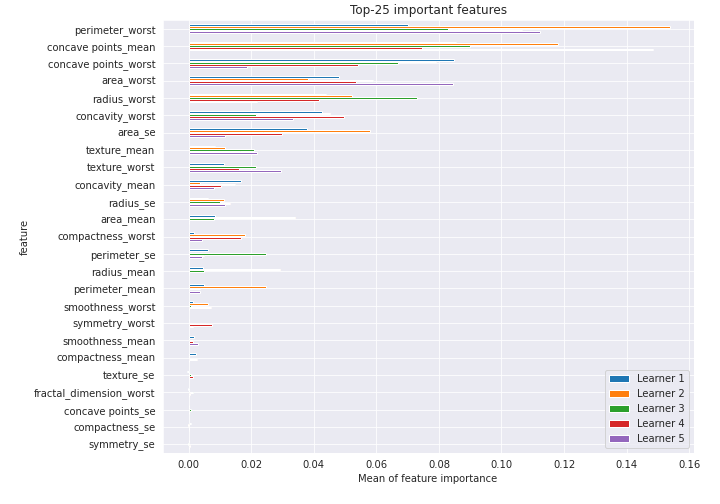 Top-25 important features
perimeter_worst
concave points_mean
concave points_worst
area_worst
radius_worst
concavity_worst
area_se
texture_mean
texture_worst
concavity_mean
radius_se
area_mean
compactness_worst
perimeter_se
radius_mean
perimeter_mean
smoothness_worst
symmetry_worst
smoothness_mean
compactness_mean
texture_se
fractal_dimension_worst
concave points_se
compactness_se
symmetry_se
feature
Learner 1
Learner 2
Learner 3
Learner 4
Learner 5
0.00 0.02 0.04 0.06 0.08 0.10 0.12 0.14 0.16
Mean of feature importance